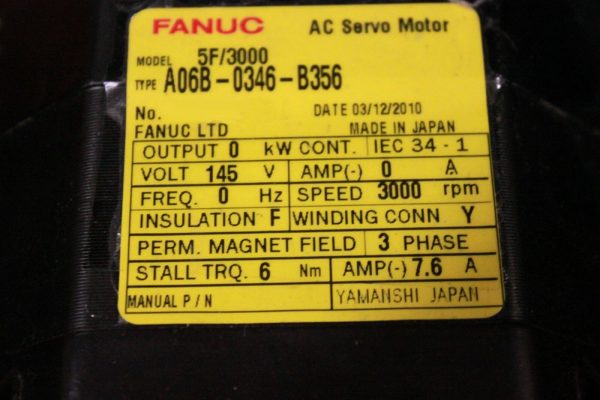 FANUC AC Servo Motor
MODEL 5F/3000
TYPE A06B-0346-B356
No. DATE 03/12/2010
FANUC LTD MADE IN JAPAN
OUTPUT 0 kW CONT. IEC 34-1
VOLT 145 V AMP(-) 0 A
FREQ. 0 Hz SPEED 3000 rpm
INSULATION F WINDING CONN. Y
PERM. MAGNET FIELD 3 PHASE
STALL TRQ. 6 Nm AMP(-) 7.6 A
MANUAL P/N YAMANSHI JAPAN